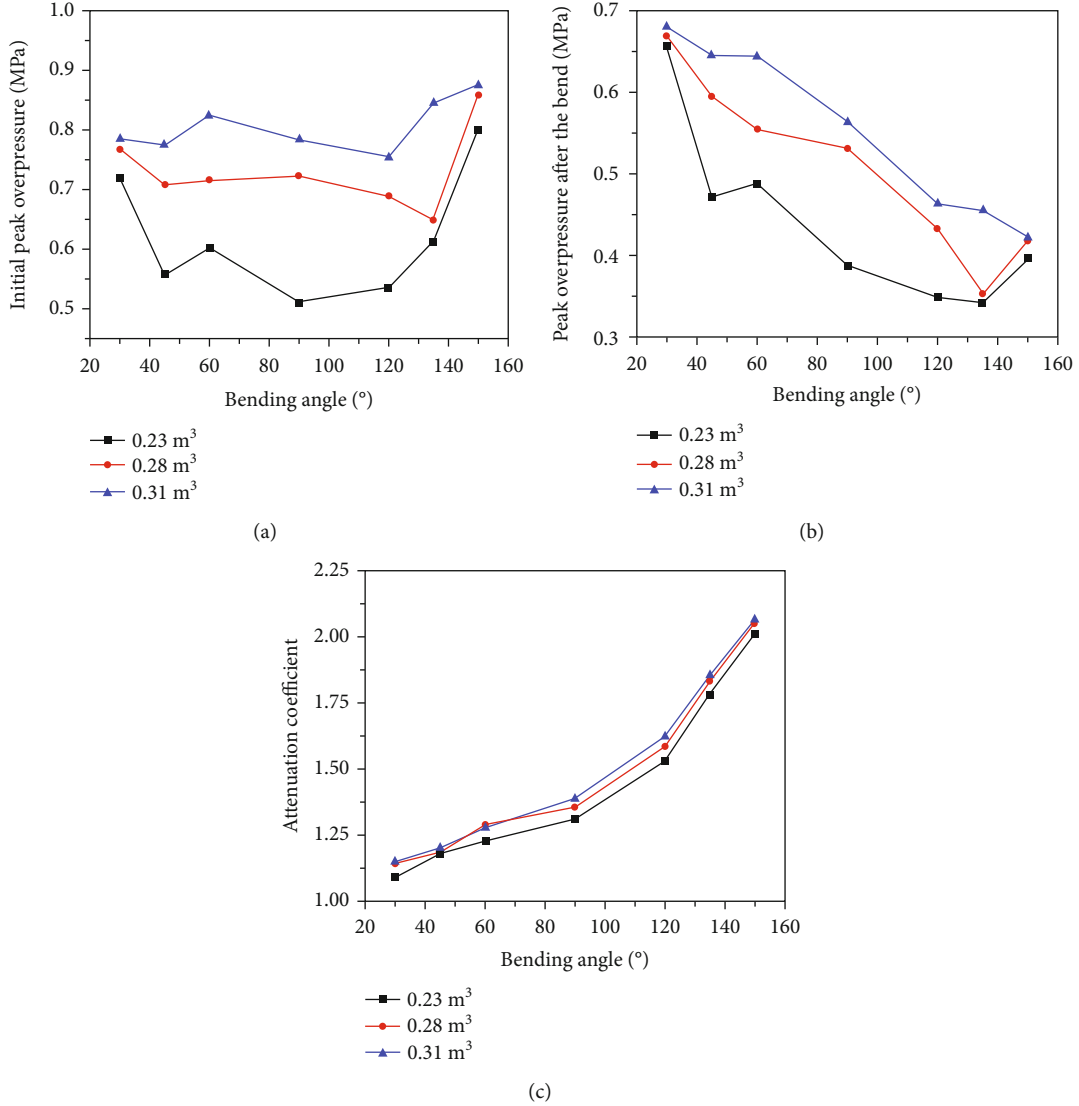 1.0
0.9
0.8
0.7
0.6
0.5
Initial peak overpressure (MPa)
20 40 60 80 100 120 140 160
Bending angle (°)
0.23 m³
0.28 m³
0.31 m³
(a)
0.7
0.6
0.5
0.4
0.3
Peak overpressure after the bend (MPa)
20 40 60 80 100 120 140 160
Bending angle (°)
0.23 m³
0.28 m³
0.31 m³
(b)
2.25
2.00
1.75
1.50
1.25
1.00
Attenuation coefficient
20 40 60 80 100 120 140 160
Bending angle (°)
0.23 m³
0.28 m³
0.31 m³
(c)